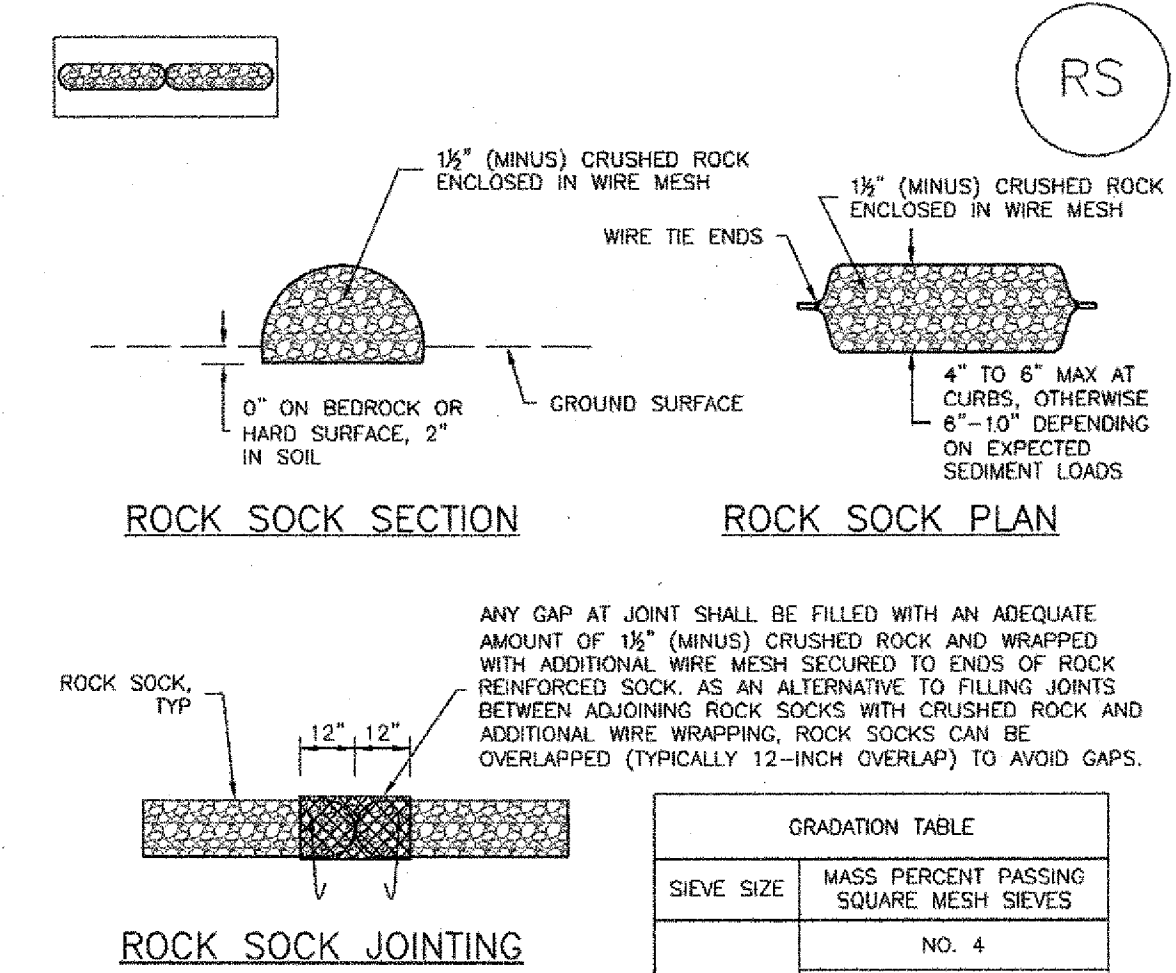 RS
1½" (MINUS) CRUSHED ROCK
ENCLOSED IN WIRE MESH
0" ON BEDROCK OR
HARD SURFACE, 2"
IN SOIL
GROUND SURFACE
ROCK SOCK SECTION
1½" (MINUS) CRUSHED ROCK
ENCLOSED IN WIRE MESH
WIRE TIE ENDS
4" TO 6" MAX AT
CURBS, OTHERWISE
6"-10" DEPENDING
ON EXPECTED
SEDIMENT LOADS
ROCK SOCK PLAN
ANY GAP AT JOINT SHALL BE FILLED WITH AN ADEQUATE
AMOUNT OF 1½" (MINUS) CRUSHED ROCK AND WRAPPED
WITH ADDITIONAL WIRE MESH SECURED TO ENDS OF ROCK
REINFORCED SOCK. AS AN ALTERNATIVE TO FILLING JOINTS
BETWEEN ADJOINING ROCK SOCKS WITH CRUSHED ROCK AND
ADDITIONAL WIRE WRAPPING, ROCK SOCKS CAN BE
OVERLAPPED (TYPICALLY 12-INCH OVERLAP) TO AVOID GAPS.
ROCK SOCK,
TYP
12" 12"
ROCK SOCK JOINTING
GRADATION TABLE
SIEVE SIZE
MASS PERCENT PASSING
SQUARE MESH SIEVES
NO. 4